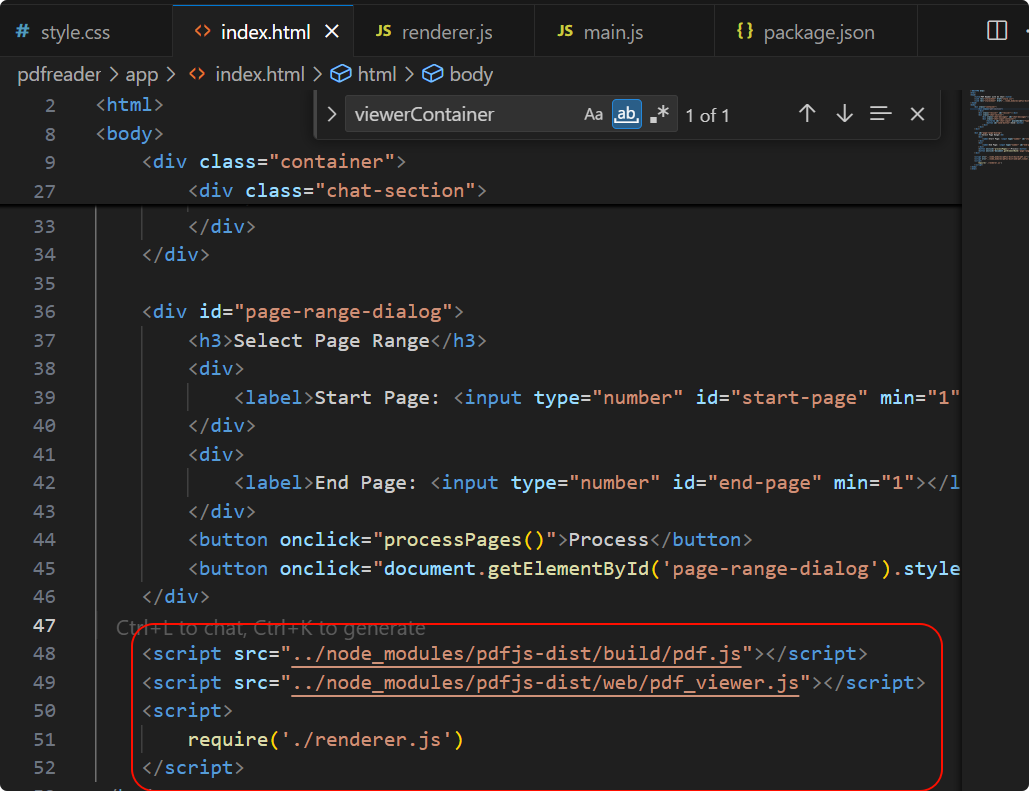 # style.css <> index.html × JS renderer.js JS main.js {} package.json
pdfreader > app > <> index.html > html > body
> viewerContainer Aa ab .* 1 of 1
2 <html>
8 <body>
9 <div class="container">
27 <div class="chat-section">
33 </div>
34 </div>
35
36 <div id="page-range-dialog">
37 <h3>Select Page Range</h3>
38 <div>
39 <label>Start Page: <input type="number" id="start-page" min="1"
40 </div>
41 <div>
42 <label>End Page: <input type="number" id="end-page" min="1"></l
43 </div>
44 <button onclick="processPages()">Process</button>
45 <button onclick="document.getElementById('page-range-dialog').style
46 </div>
47 Ctrl+L to chat, Ctrl+K to generate
48 <script src="../node_modules/pdfjs-dist/build/pdf.js"></script>
49 <script src="../node_modules/pdfjs-dist/web/pdf_viewer.js"></script>
50 <script>
51 require('./renderer.js')
52 </script>